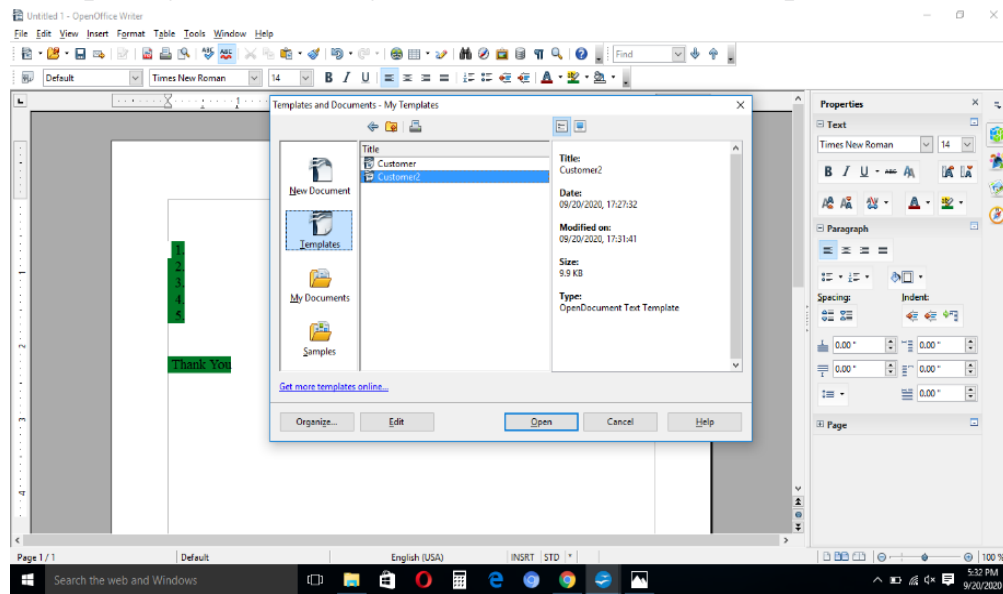 Untitled 1 - OpenOffice Writer
File Edit View Insert Format Table Tools Window Help
Find
Default Times New Roman 14 B I U
Templates and Documents - My Templates
Title
Customer
Customer2
New Document
Templates
My Documents
Samples
Title:
Customer2
Date:
09/20/2020, 17:27:32
Modified on:
09/20/2020, 17:31:41
Size:
9.9 KB
Type:
OpenDocument Text Template
Get more templates online...
Organize... Edit Open Cancel Help
1.
2.
3.
4.
5.
Thank You
Properties
Text
Times New Roman 14
B I U
Paragraph
Spacing: Indent:
0.00 " 0.00 "
0.00 " 0.00 "
0.00 "
Page
Page 1 / 1 Default English (USA) INSRT STD * 100 %
Search the web and Windows
5:32 PM
9/20/2020